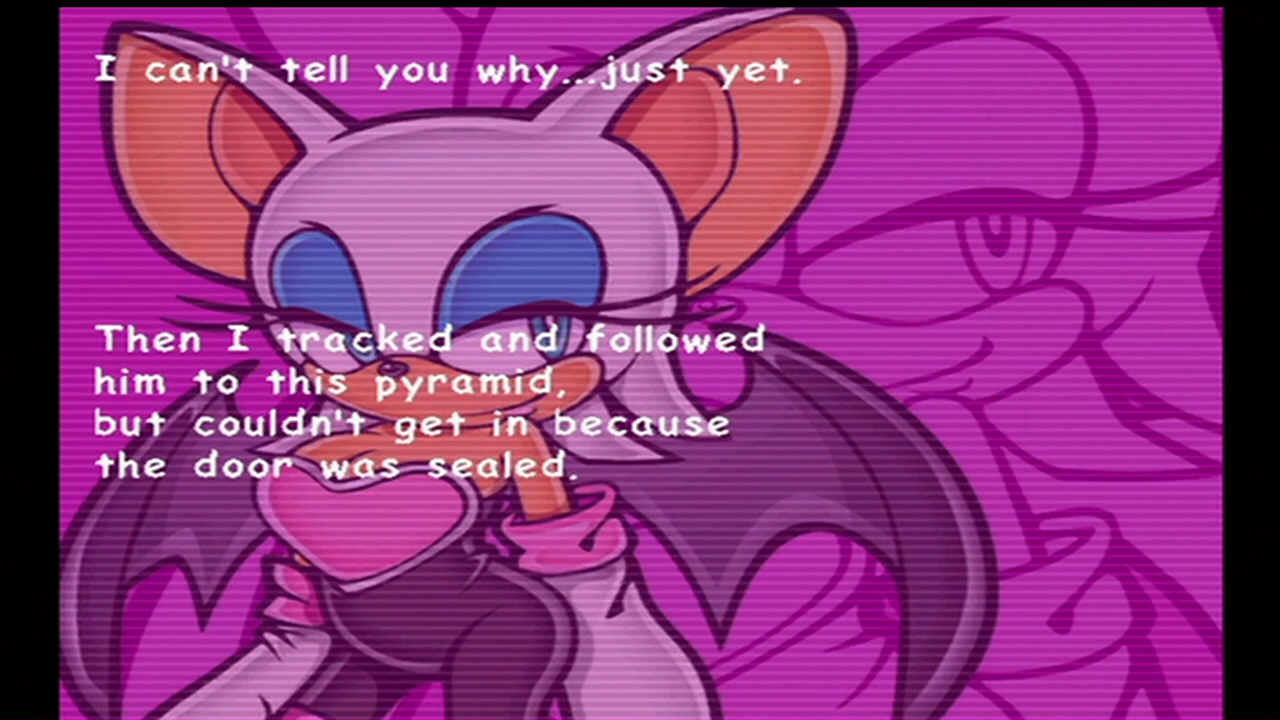 I can't tell you why...just yet.
Then I tracked and followed
him to this pyramid,
but couldn't get in because
the door was sealed.